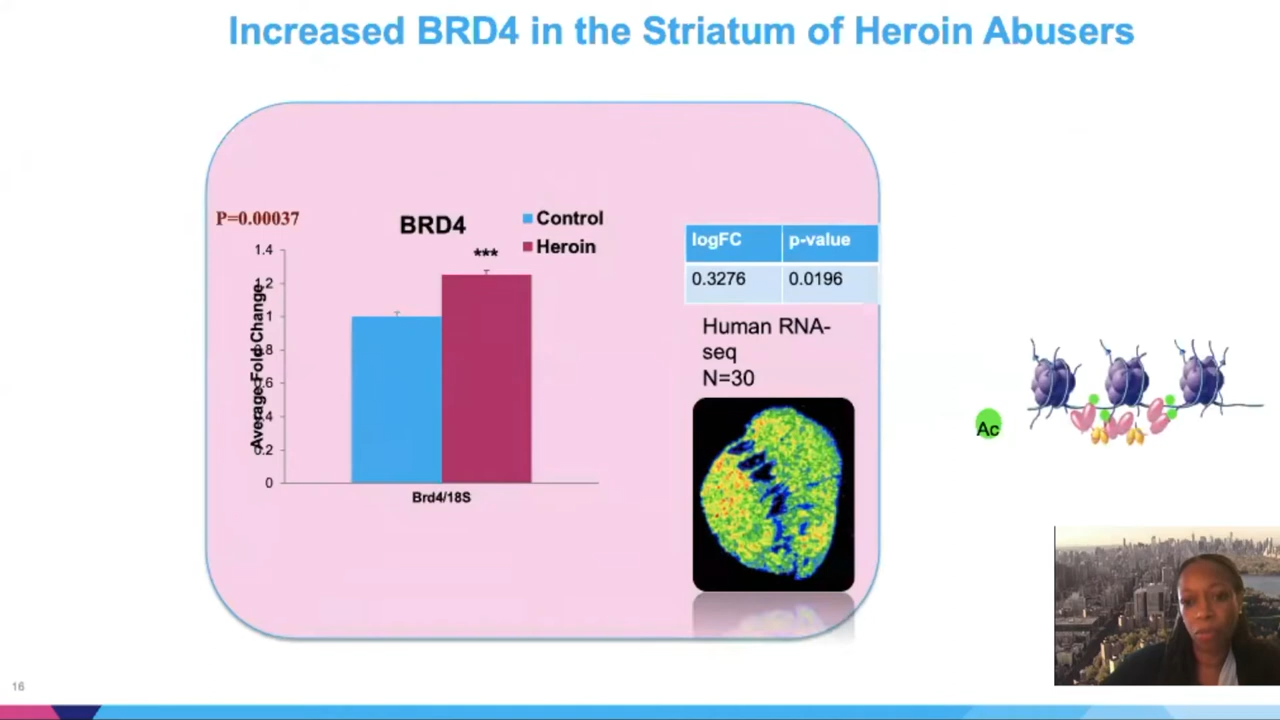 Increased BRD4 in the Striatum of Heroin Abusers
P=0.00037
BRD4
Control
Heroin
***
Average Fold Change
1.4
1.2
1
0.8
0.6
0.4
0.2
0
Brd4/18S
logFC p-value
0.3276 0.0196
Human RNA-
seq
N=30
Ac
16